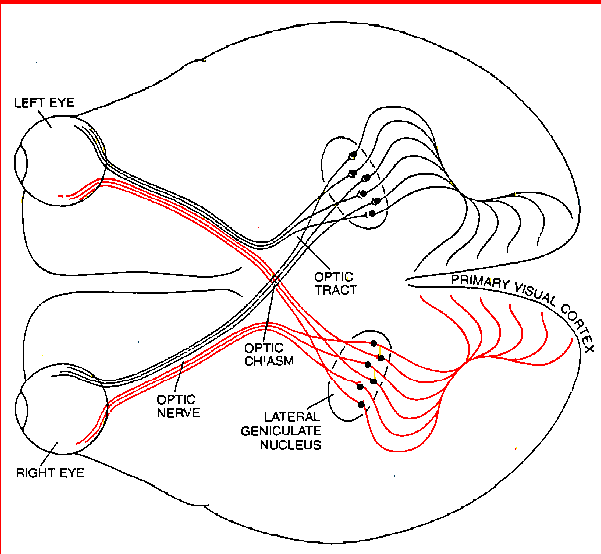 LEFT EYE
OPTIC
TRACT
PRIMARY VISUAL CORTEX
OPTIC
CHIASM
OPTIC
NERVE
LATERAL
GENICULATE
NUCLEUS
RIGHT EYE